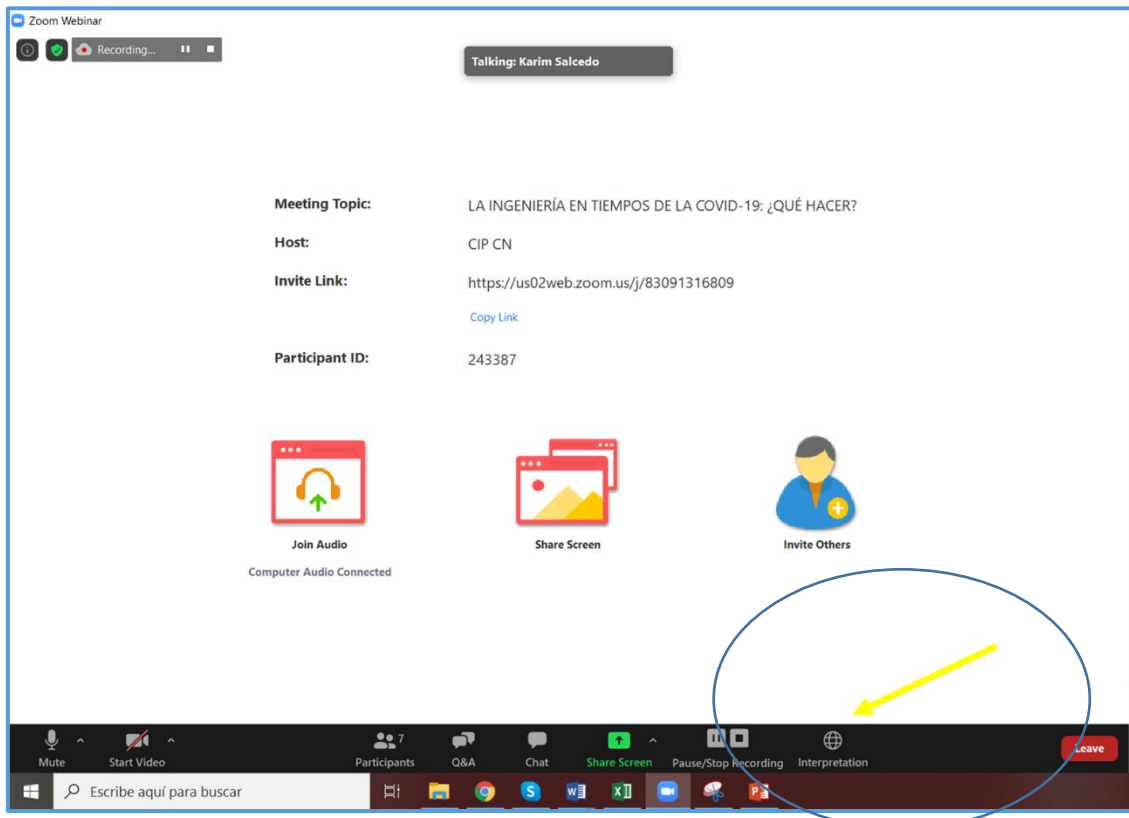 Zoom Webinar
Recording...
Talking: Karim Salcedo
Meeting Topic: LA INGENIERÍA EN TIEMPOS DE LA COVID-19: ¿QUÉ HACER?
Host: CIP CN
Invite Link: https://us02web.zoom.us/j/83091316809
Copy Link
Participant ID: 243387
Join Audio Share Screen Invite Others
Computer Audio Connected
7
Mute Start Video Participants Q&A Chat Share Screen Pause/Stop Recording Interpretation Leave
Escribe aquí para buscar